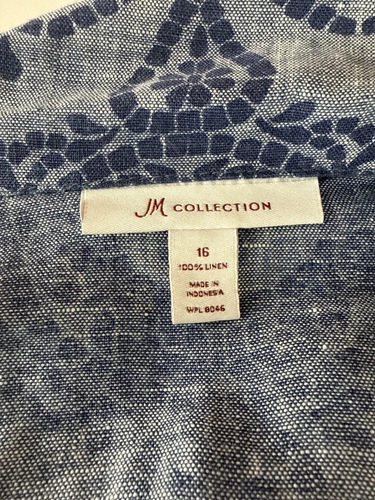 JM COLLECTION
16
100% LINEN
MADE IN
INDONESIA
WPL 8046